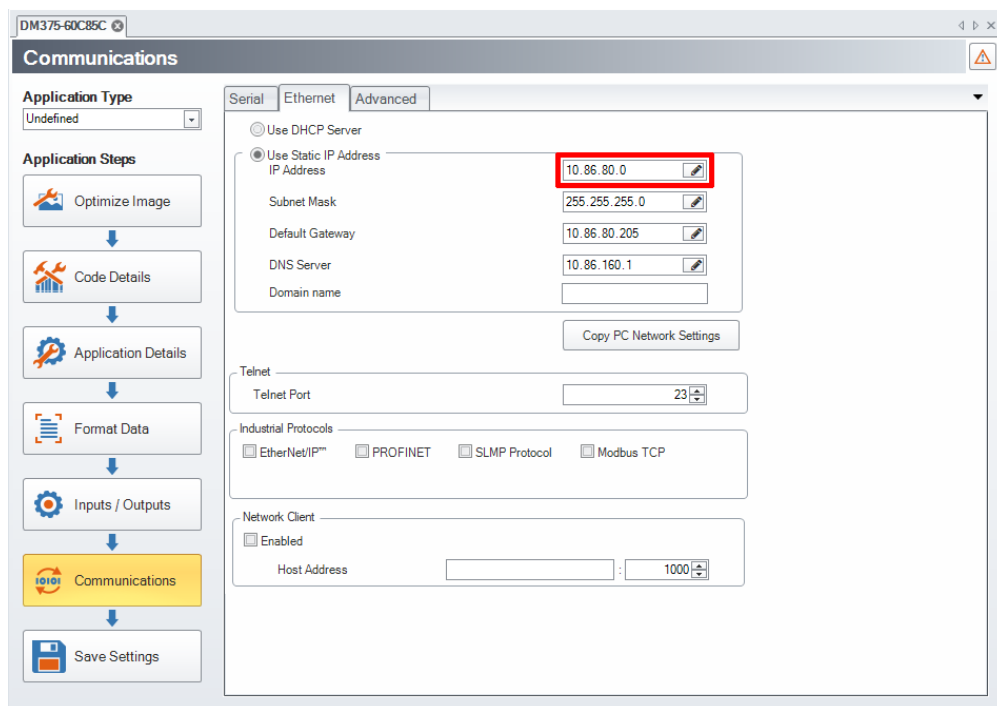 DM375-60C85C
Communications
Application Type
Undefined
Application Steps
Optimize Image
Code Details
Application Details
Format Data
Inputs / Outputs
Communications
Save Settings
Serial Ethernet Advanced
Use DHCP Server
Use Static IP Address
IP Address 10.86.80.0
Subnet Mask 255.255.255.0
Default Gateway 10.86.80.205
DNS Server 10.86.160.1
Domain name
Copy PC Network Settings
Telnet
Telnet Port 23
Industrial Protocols
EtherNet/IP™ PROFINET SLMP Protocol Modbus TCP
Network Client
Enabled
Host Address : 1000